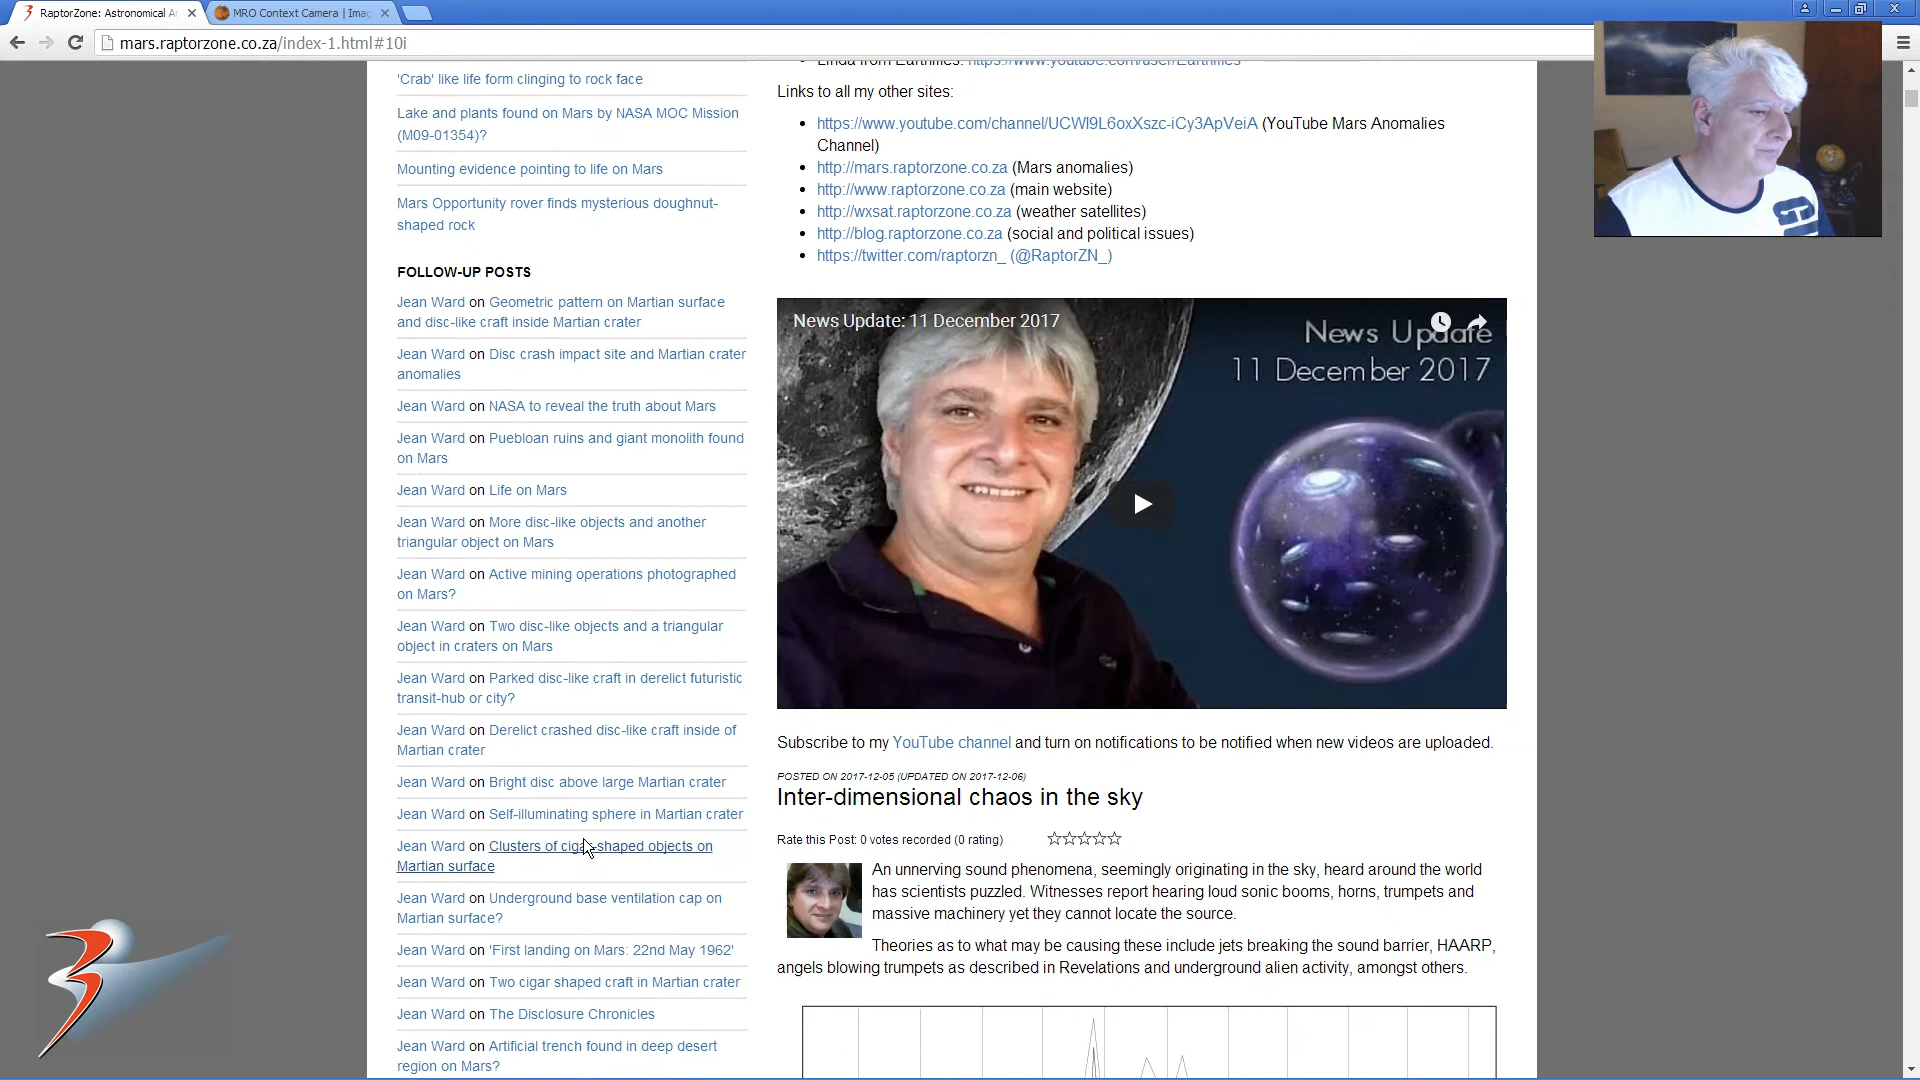 RaptorZone: Astronomical A
MRO Context Camera | Imag
mars.raptorzone.co.za/index-1.html#10i
'Crab' like life form clinging to rock face
Lake and plants found on Mars by NASA MOC Mission
(M09-01354)?
Mounting evidence pointing to life on Mars
Mars Opportunity rover finds mysterious doughnut-
shaped rock
FOLLOW-UP POSTS
Jean Ward on Geometric pattern on Martian surface
and disc-like craft inside Martian crater
Jean Ward on Disc crash impact site and Martian crater
anomalies
Jean Ward on NASA to reveal the truth about Mars
Jean Ward on Puebloan ruins and giant monolith found
on Mars
Jean Ward on Life on Mars
Jean Ward on More disc-like objects and another
triangular object on Mars
Jean Ward on Active mining operations photographed
on Mars?
Jean Ward on Two disc-like objects and a triangular
object in craters on Mars
Jean Ward on Parked disc-like craft in derelict futuristic
transit-hub or city?
Jean Ward on Derelict crashed disc-like craft inside of
Martian crater
Jean Ward on Bright disc above large Martian crater
Jean Ward on Self-illuminating sphere in Martian crater
Jean Ward on Clusters of cigar-shaped objects on
Martian surface
Jean Ward on Underground base ventilation cap on
Martian surface?
Jean Ward on 'First landing on Mars: 22nd May 1962'
Jean Ward on Two cigar shaped craft in Martian crater
Jean Ward on The Disclosure Chronicles
Jean Ward on Artificial trench found in deep desert
region on Mars?
Linda from Earthfiles: https://www.youtube.com/user/Earthfiles
Links to all my other sites:
https://www.youtube.com/channel/UCWl9L6oxXszc-iCy3ApVeiA (YouTube Mars Anomalies
Channel)
http://mars.raptorzone.co.za (Mars anomalies)
http://www.raptorzone.co.za (main website)
http://wxsat.raptorzone.co.za (weather satellites)
http://blog.raptorzone.co.za (social and political issues)
https://twitter.com/raptorzn_ (@RaptorZN_)
News Update: 11 December 2017
News Update
11 December 2017
Subscribe to my YouTube channel and turn on notifications to be notified when new videos are uploaded.
POSTED ON 2017-12-05 (UPDATED ON 2017-12-06)
Inter-dimensional chaos in the sky
Rate this Post: 0 votes recorded (0 rating)
An unnerving sound phenomena, seemingly originating in the sky, heard around the world
has scientists puzzled. Witnesses report hearing loud sonic booms, horns, trumpets and
massive machinery yet they cannot locate the source.
Theories as to what may be causing these include jets breaking the sound barrier, HAARP,
angels blowing trumpets as described in Revelations and underground alien activity, amongst others.